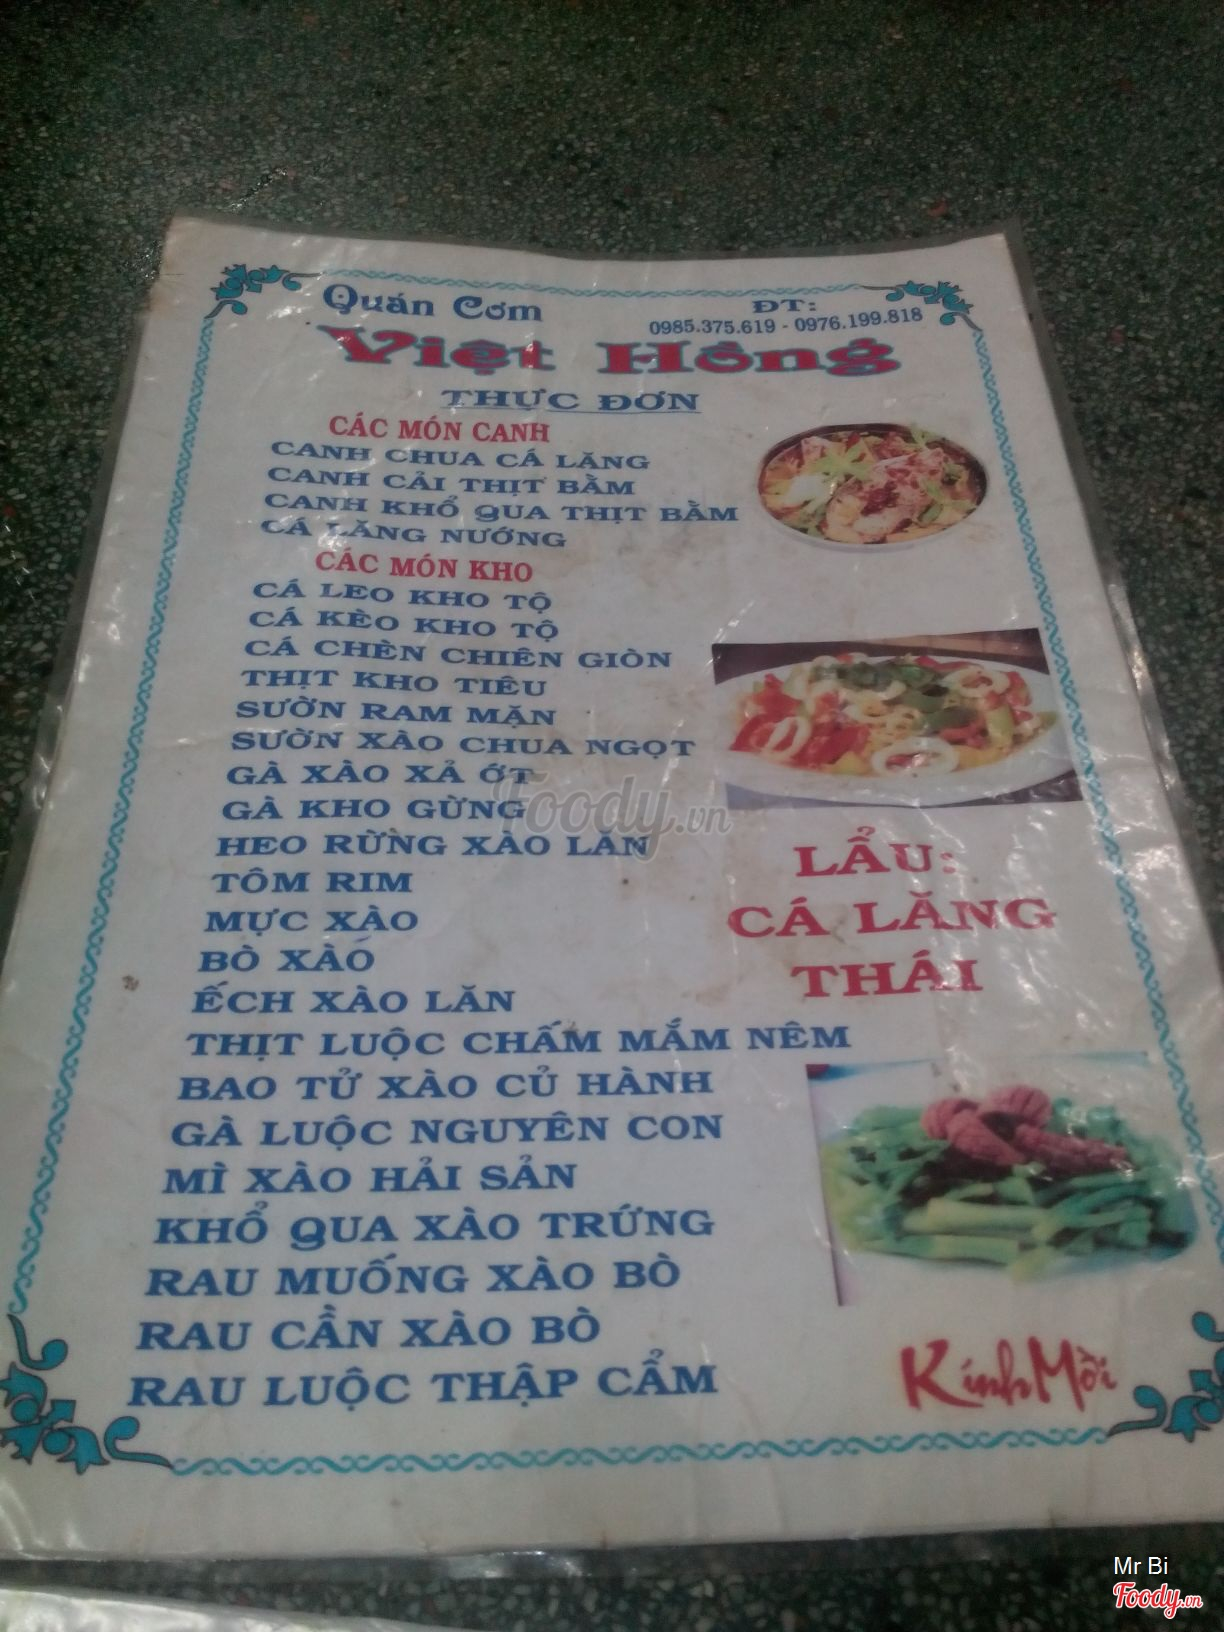 Quán Cơm
ĐT:
0985.375.619 - 0976.199.818
Việt Hồng
THỰC ĐƠN
CÁC MÓN CANH
CANH CHUA CÁ LĂNG
CANH CẢI THỊT BẰM
CANH KHỔ QUA THỊT BẰM
CÁ LĂNG NƯỚNG
CÁC MÓN KHO
CÁ LEO KHO TỘ
CÁ KÈO KHO TỘ
CÁ CHÈN CHIÊN GIÒN
THỊT KHO TIÊU
SƯỜN RAM MẶN
SƯỜN XÀO CHUA NGỌT
GÀ XÀO XẢ ỚT
GÀ KHO GỪNG
HEO RỪNG XÀO LĂN
TÔM RIM
MỰC XÀO
BÒ XÀO
ẾCH XÀO LĂN
THỊT LUỘC CHẤM MẮM NÊM
BAO TỬ XÀO CỦ HÀNH
GÀ LUỘC NGUYÊN CON
MÌ XÀO HẢI SẢN
KHỔ QUA XÀO TRỨNG
RAU MUỐNG XÀO BÒ
RAU CẦN XÀO BÒ
RAU LUỘC THẬP CẨM
LẨU:
CÁ LĂNG
THÁI
Kính Mời
Foody.vn
Mr Bi
Foody.vn